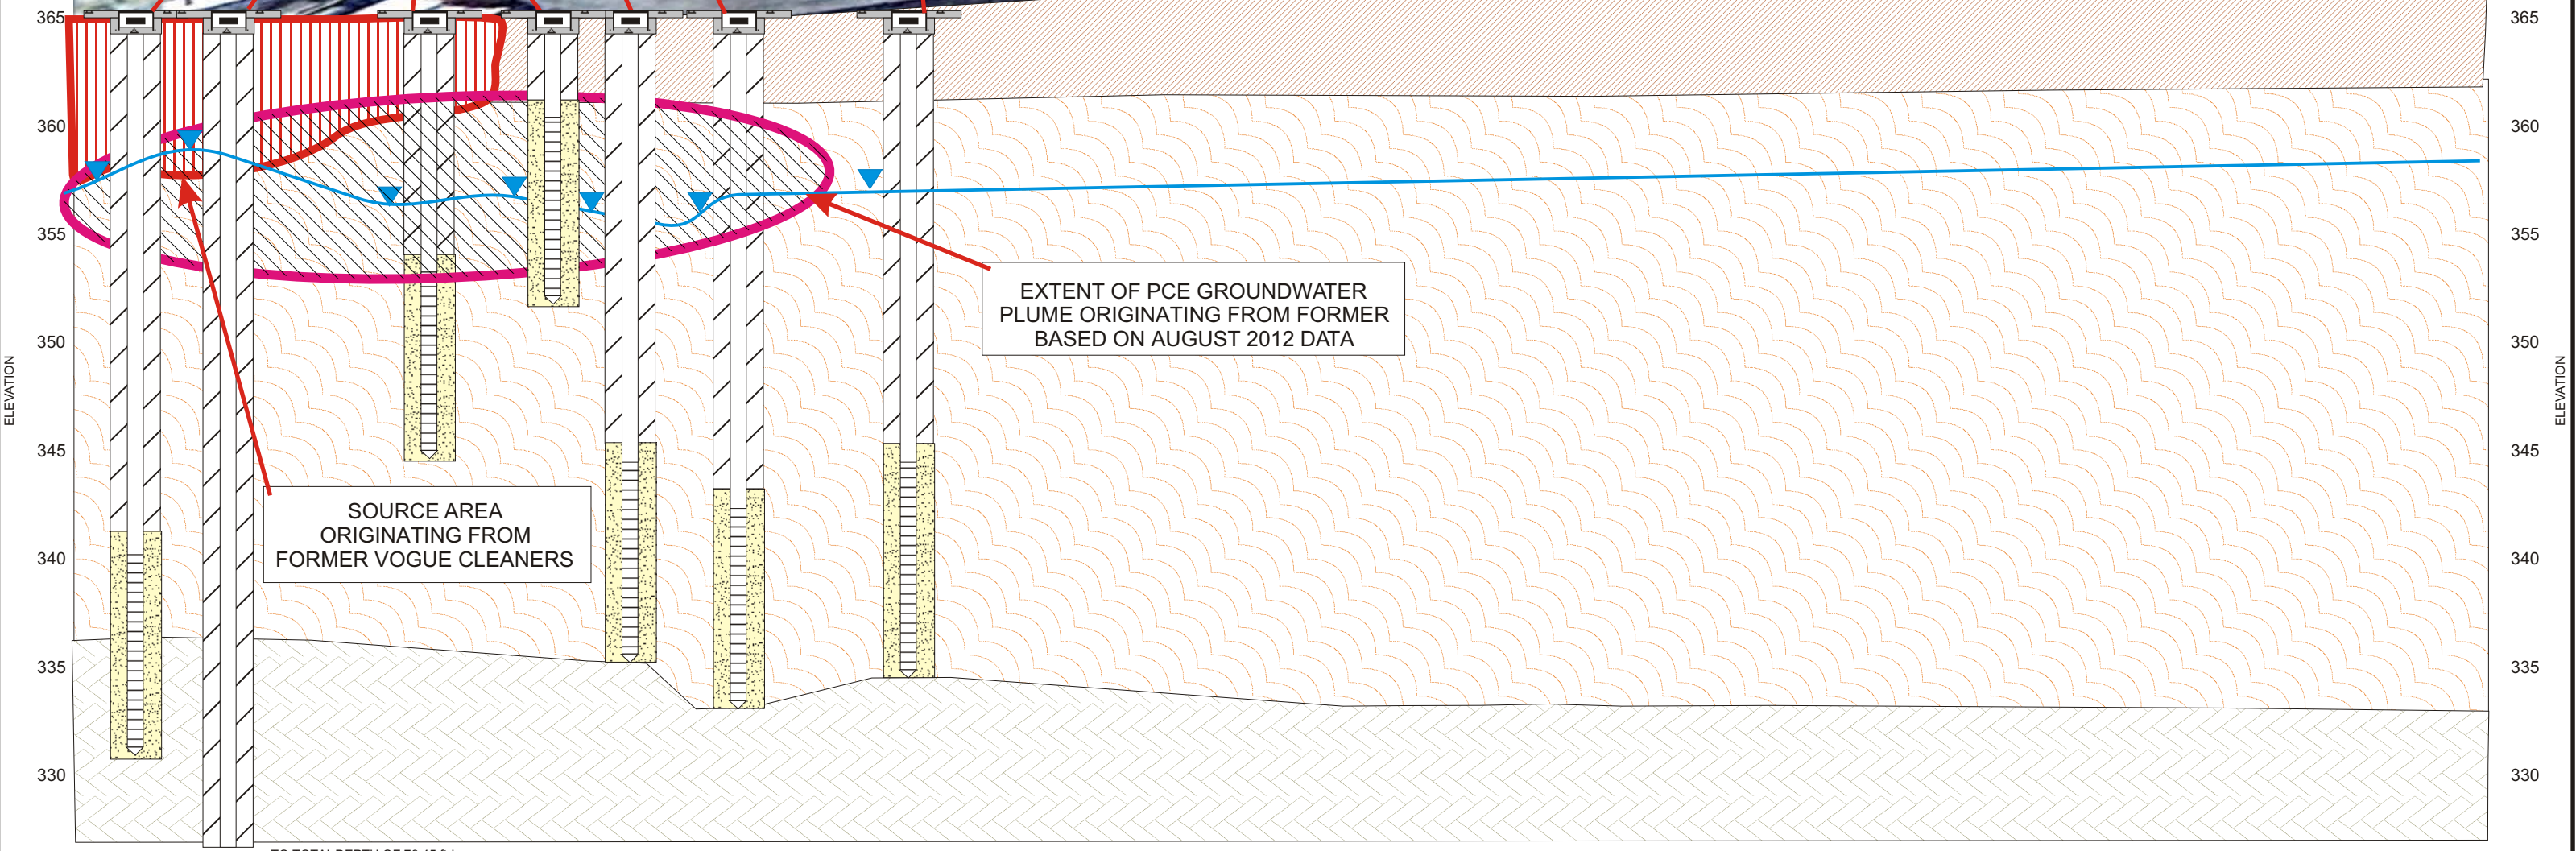 365
365
360
360
355
355
EXTENT OF PCE GROUNDWATER
PLUME ORIGINATING FROM FORMER
BASED ON AUGUST 2012 DATA
350
350
ELEVATION
ELEVATION
345
345
SOURCE AREA
ORIGINATING FROM
FORMER VOGUE CLEANERS
340
340
335
335
330
330